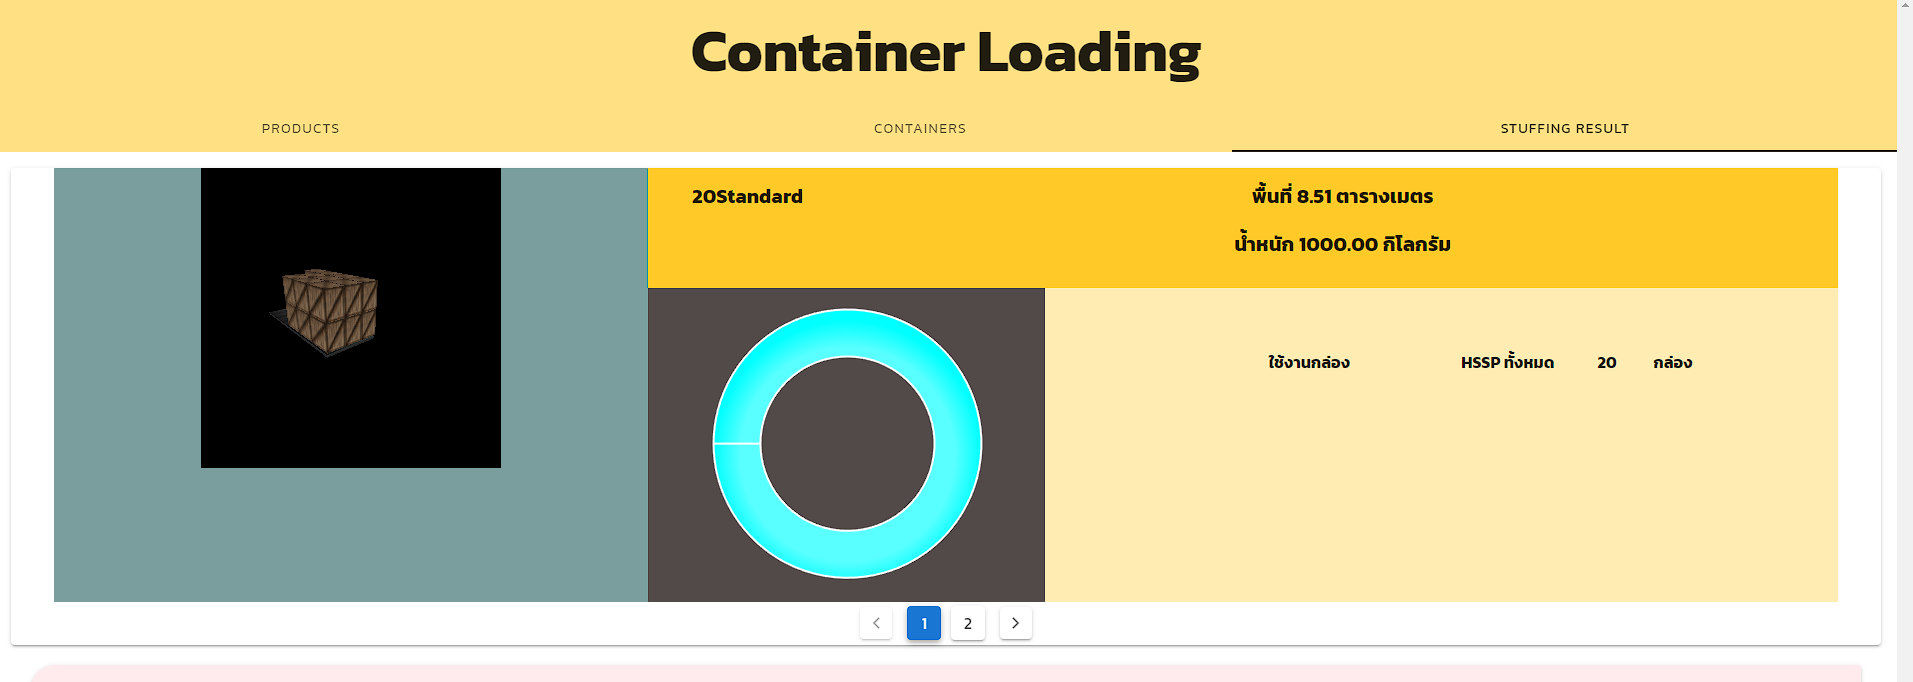 Container Loading
PRODUCTS
CONTAINERS
STUFFING RESULT
20Standard
พื้นที่ 8.51 ตารางเมตร
น้ำหนัก 1000.00 กิโลกรัม
ใช้งานกล่อง HSSP ทั้งหมด 20 กล่อง
1 2